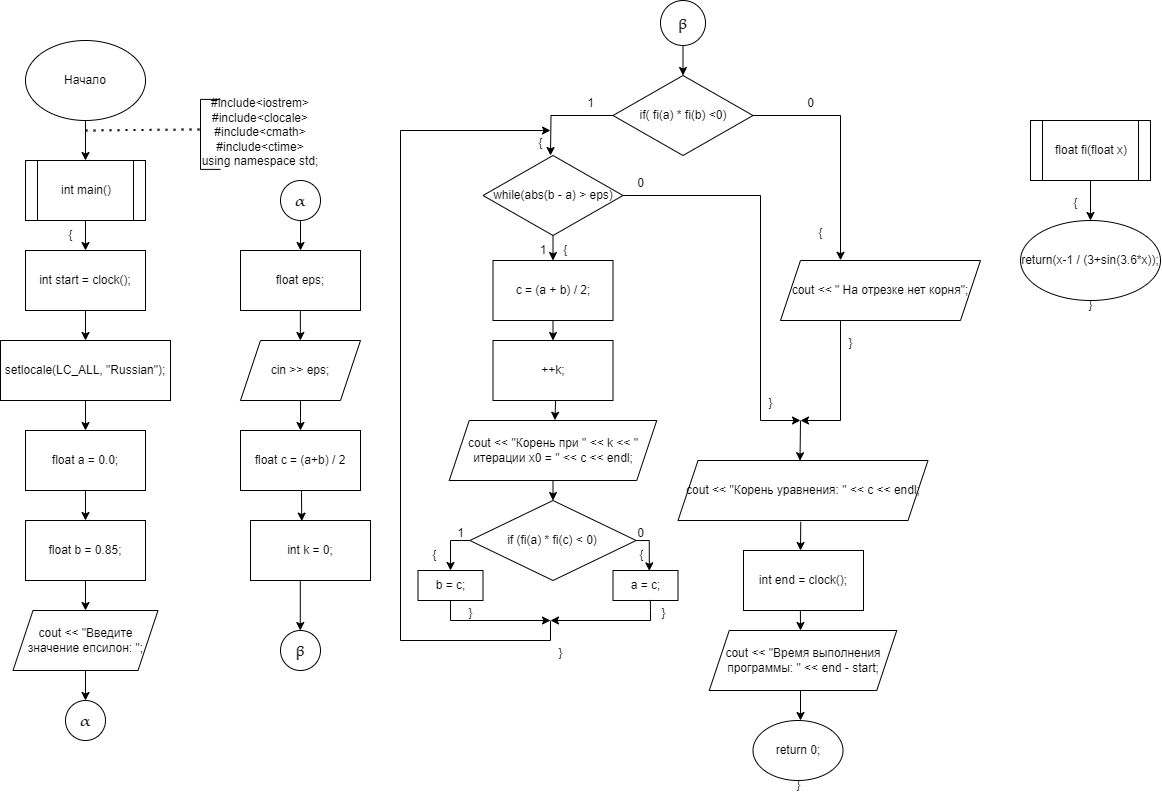 Начало
#Include<iostrem>
#include<clocale>
#include<cmath>
#include<ctime>
using namespace std;
int main()
{
int start = clock();
setlocale(LC_ALL, "Russian");
float a = 0.0;
float b = 0.85;
cout << "Введите
значение епсилон: ";
α
α
float eps;
cin >> eps;
float c = (a+b) / 2
int k = 0;
β
β
if( fi(a) * fi(b) <0)
1
0
{
while(abs(b - a) > eps)
0
1
{
c = (a + b) / 2;
++k;
cout << "Корень при " << k << "
итерации x0 = " << c << endl;
if (fi(a) * fi(c) < 0)
1
0
{
{
b = c;
a = c;
}
}
}
{
cout << " На отрезке нет корня";
}
}
cout << "Корень уравнения: " << c << endl;
int end = clock();
cout << "Время выполнения
программы: " << end - start;
return 0;
}
float fi(float x)
{
return(x-1 / (3+sin(3.6*x));
}